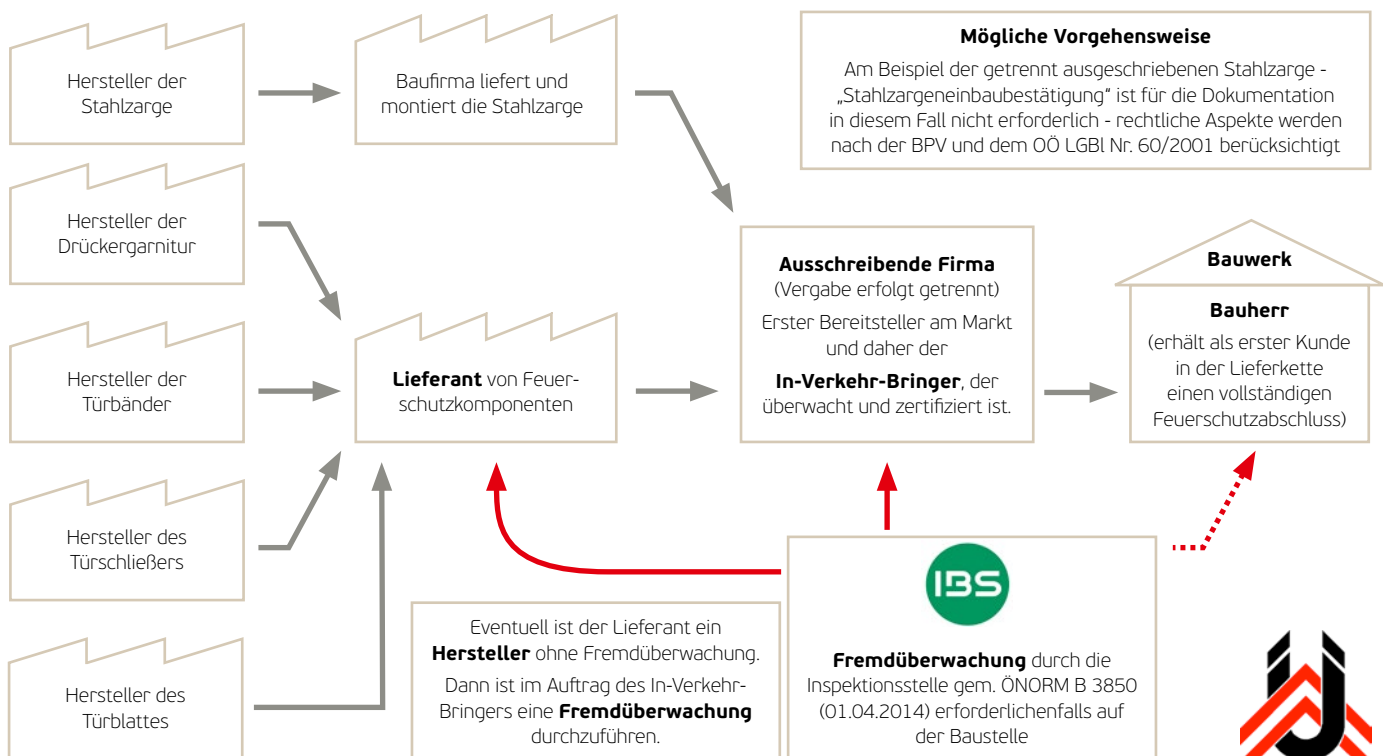 Hersteller der
Stahlzarge
Baufirma liefert und
montiert die Stahlzarge
Mögliche Vorgehensweise
Am Beispiel der getrennt ausgeschriebenen Stahlzarge -
„Stahlzargeneinbaubestätigung“ ist für die Dokumentation
in diesem Fall nicht erforderlich - rechtliche Aspekte werden
nach der BPV und dem OÖ LGBl Nr. 60/2001 berücksichtigt
Hersteller der
Drückergarnitur
Hersteller der
Türbänder
Lieferant von Feuer-
schutzkomponenten
Ausschreibende Firma
(Vergabe erfolgt getrennt)
Erster Bereitsteller am Markt
und daher der
In-Verkehr-Bringer, der
überwacht und zertifiziert ist.
Bauwerk
Bauherr
(erhält als erster Kunde
in der Lieferkette
einen vollständigen
Feuerschutzabschluss)
Hersteller des
Türschließers
Hersteller des
Türblattes
Eventuell ist der Lieferant ein
Hersteller ohne Fremdüberwachung.
Dann ist im Auftrag des In-Verkehr-
Bringers eine Fremdüberwachung
durchzuführen.
IBS
Fremdüberwachung durch die
Inspektionsstelle gem. ÖNORM B 3850
(01.04.2014) erforderlichenfalls auf
der Baustelle